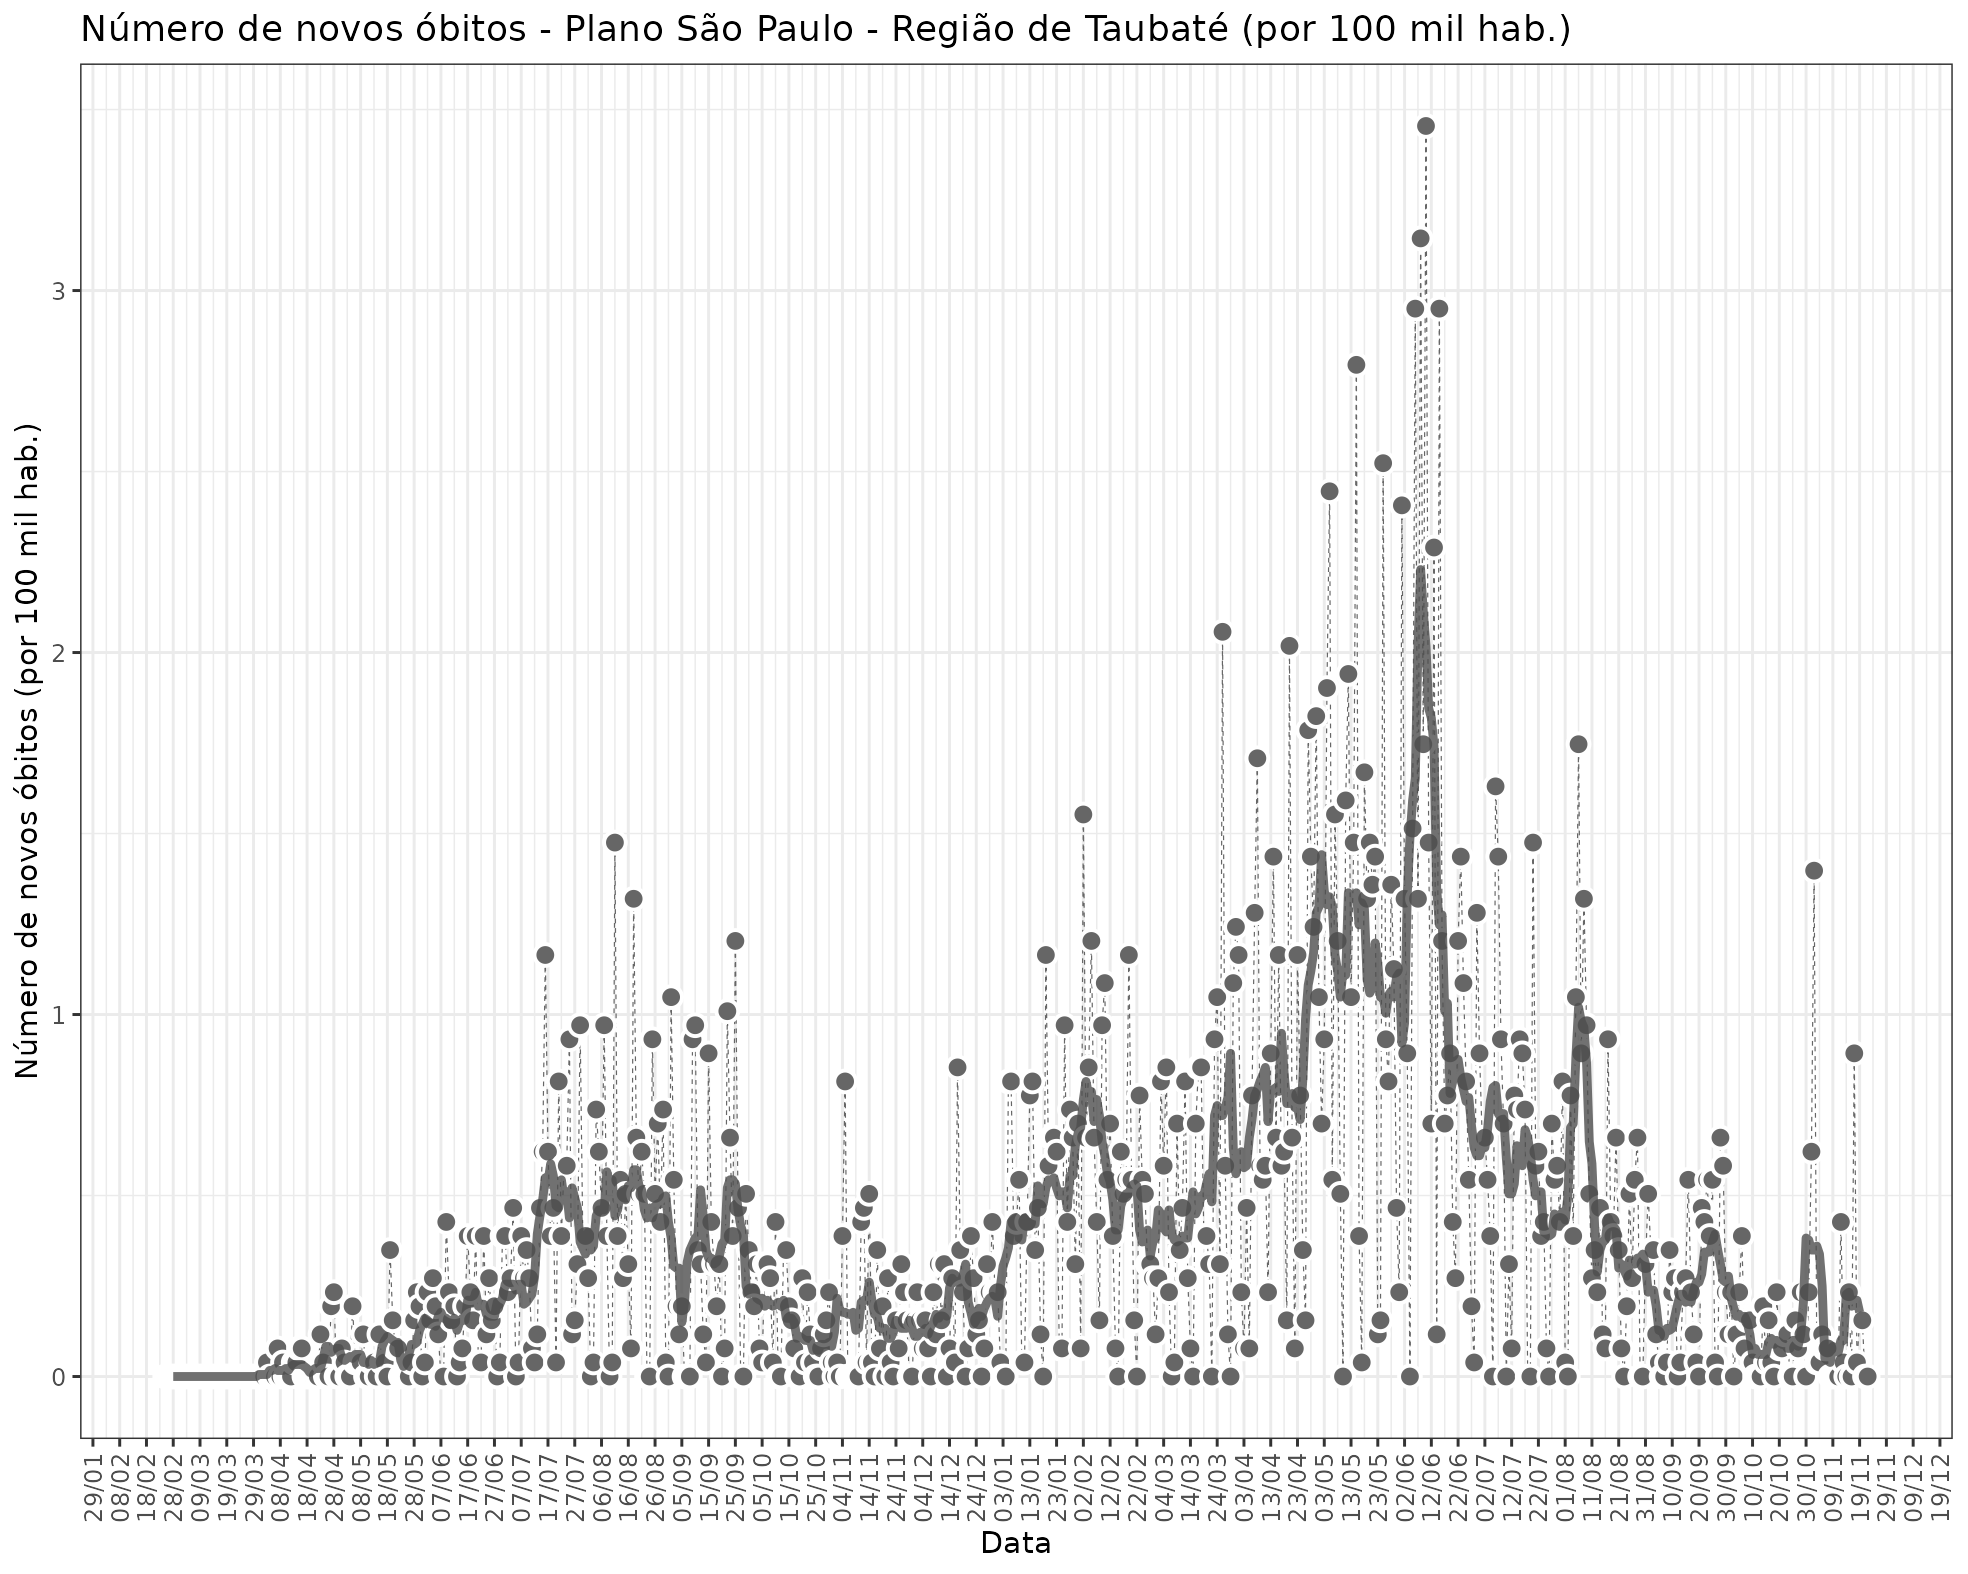 Número de novos óbitos - Plano São Paulo - Região de Taubaté (por 100 mil hab.)
Número de novos óbitos (por 100 mil hab.)
3
2
1
0
29/01 08/02 18/02 28/02 09/03 19/03 29/03 08/04 18/04 28/04 08/05 18/05 28/05 07/06 17/06 27/06 07/07 17/07 27/07 06/08 16/08 26/08 05/09 15/09 25/09 05/10 15/10 25/10 04/11 14/11 24/11 04/12 14/12 24/12 03/01 13/01 23/01 02/02 12/02 22/02 04/03 14/03 24/03 03/04 13/04 23/04 03/05 13/05 23/05 02/06 12/06 22/06 02/07 12/07 22/07 01/08 11/08 21/08 31/08 10/09 20/09 30/09 10/10 20/10 30/10 09/11 19/11 29/11 09/12 19/12
Data